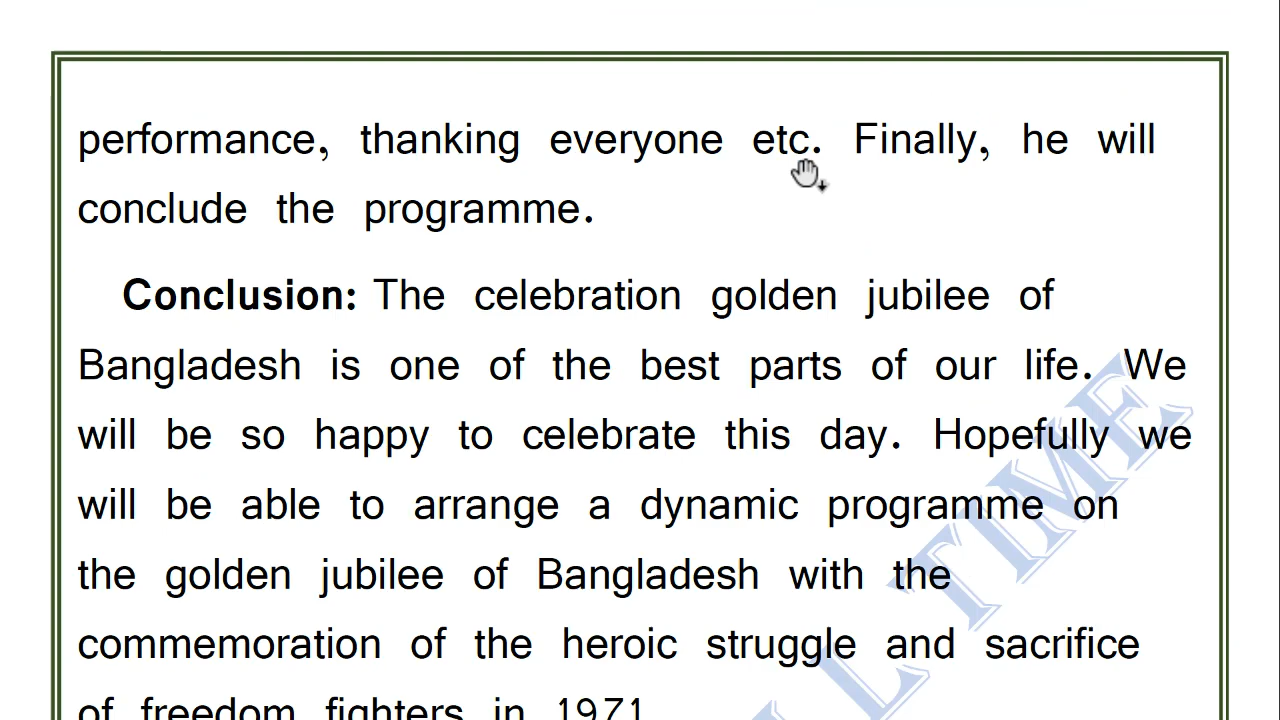 performance, thanking everyone etc. Finally, he will
conclude the programme.
Conclusion: The celebration golden jubilee of
Bangladesh is one of the best parts of our life. We
will be so happy to celebrate this day. Hopefully we
will be able to arrange a dynamic programme on
the golden jubilee of Bangladesh with the
commemoration of the heroic struggle and sacrifice
of freedom fighters in 1971
TIME